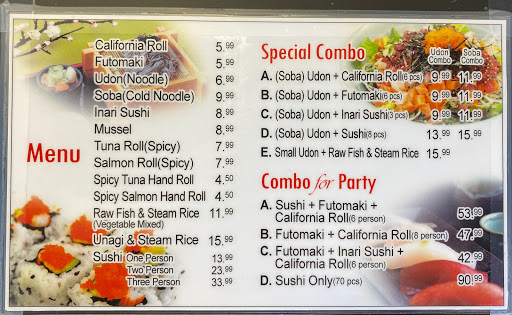 Menu
California Roll 5.99
Futomaki 5.99
Udon(Noodle) 6.99
Soba(Cold Noodle) 9.99
Inari Sushi 8.99
Mussel 8.99
Tuna Roll(Spicy) 7.99
Salmon Roll(Spicy) 7.99
Spicy Tuna Hand Roll 4.50
Spicy Salmon Hand Roll 4.50
Raw Fish & Steam Rice 11.99
(Vegetable Mixed)
Unagi & Steam Rice 15.99
Sushi One Person 13.99
Two Person 23.99
Three Person 33.99
Special Combo Udon Combo Soba Combo
A. (Soba) Udon + California Roll(6 pcs) 9.99 11.99
B. (Soba) Udon + Futomaki(6 pcs) 9.99 11.99
C. (Soba) Udon + Inari Sushi(3 pcs) 9.99 11.99
D. (Soba) Udon + Sushi(8 pcs) 13.99 15.99
E. Small Udon + Raw Fish & Steam Rice 15.99
Combo for Party
A. Sushi + Futomaki +
California Roll(6 person) 53.99
B. Futomaki + California Roll(8 person) 47.99
C. Futomaki + Inari Sushi +
California Roll(6 person) 42.99
D. Sushi Only(70 pcs) 90.99